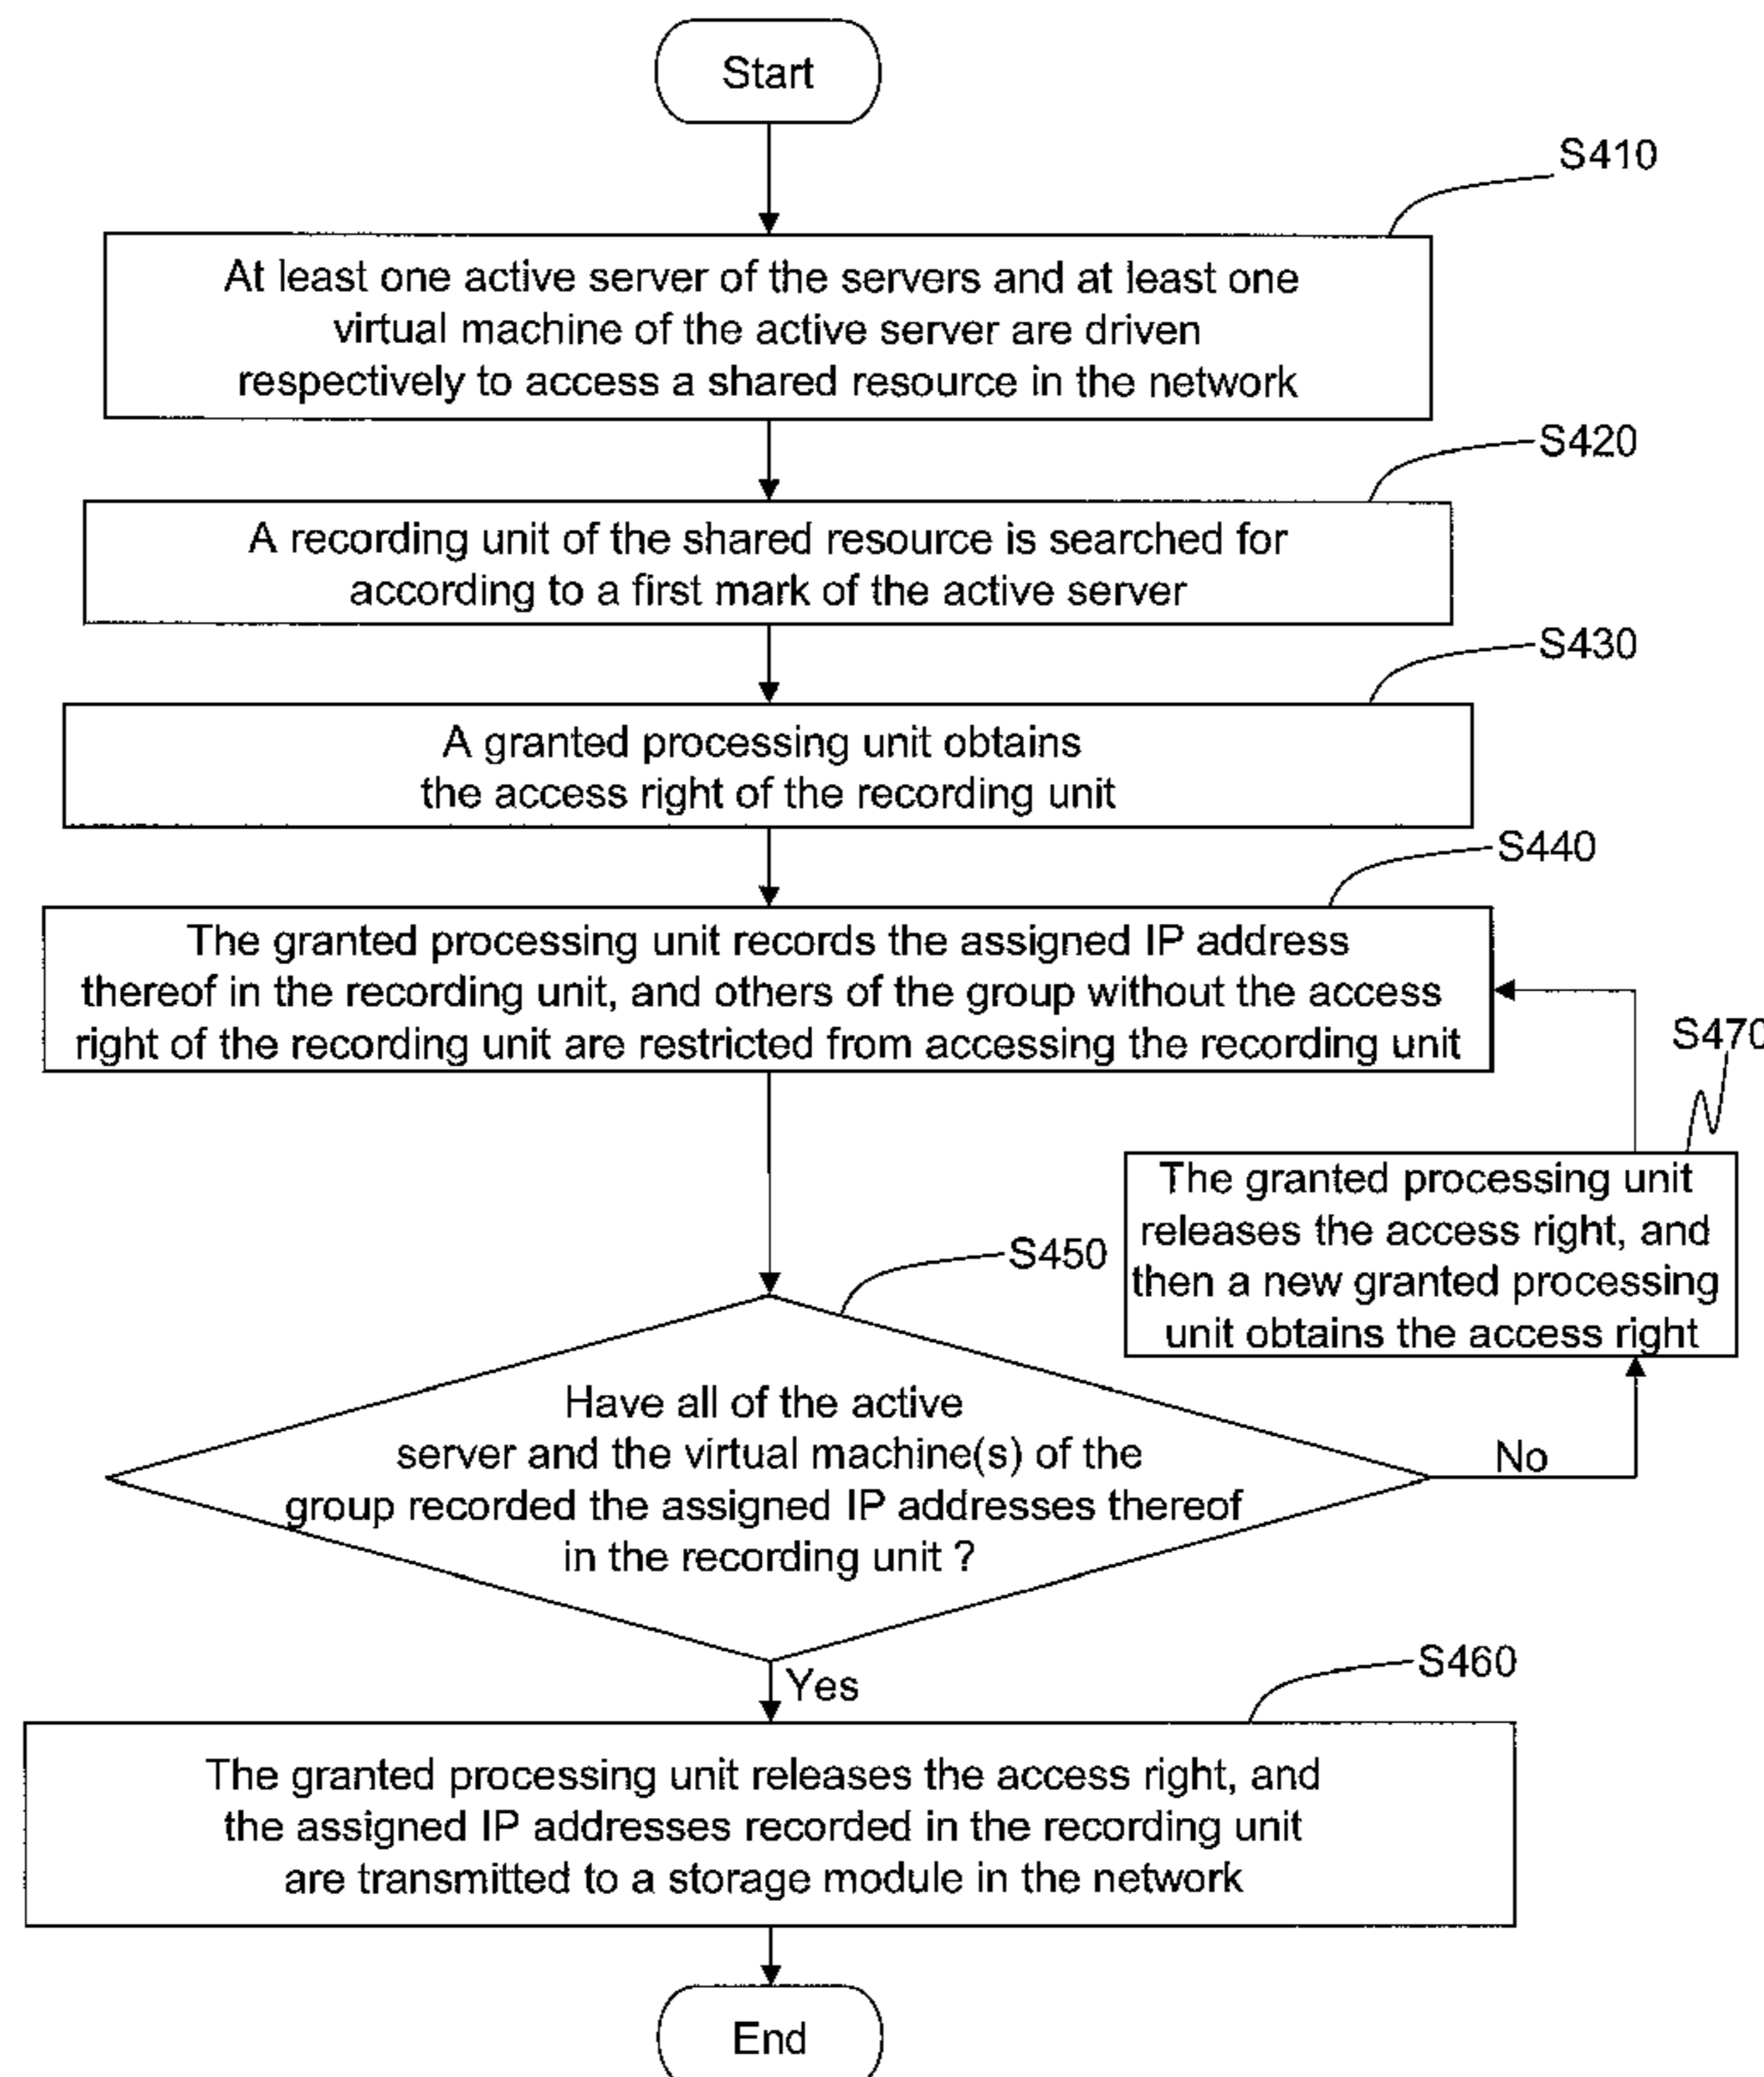 Start
S410
At least one active server of the servers and at least one
virtual machine of the active server are driven
respectively to access a shared resource in the network
S420
A recording unit of the shared resource is searched for
according to a first mark of the active server
S430
A granted processing unit obtains
the access right of the recording unit
S440
The granted processing unit records the assigned IP address
thereof in the recording unit, and others of the group without the access
right of the recording unit are restricted from accessing the recording unit
S470
The granted processing unit
releases the access right, and
then a new granted processing
unit obtains the access right
S450
Have all of the active
server and the virtual machine(s) of the
group recorded the assigned IP addresses thereof
in the recording unit ?
No
Yes
S460
The granted processing unit releases the access right, and
the assigned IP addresses recorded in the recording unit
are transmitted to a storage module in the network
End